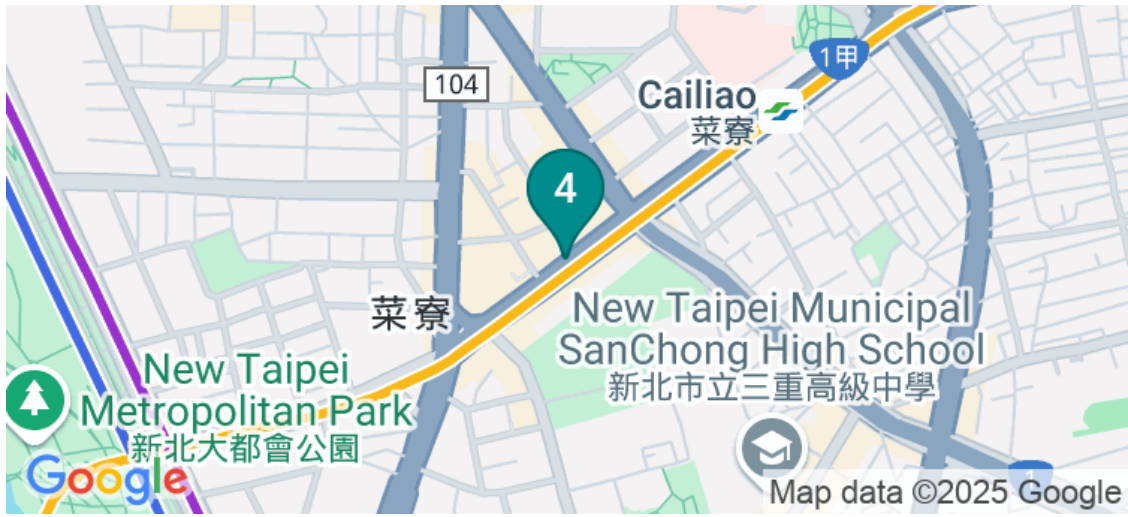 1甲
104
Cailiao
菜寮
4
菜寮
New Taipei Municipal
SanChong High School
新北市立三重高級中學
New Taipei
Metropolitan Park
新北大都會公園
Google
1
Map data ©2025 Google